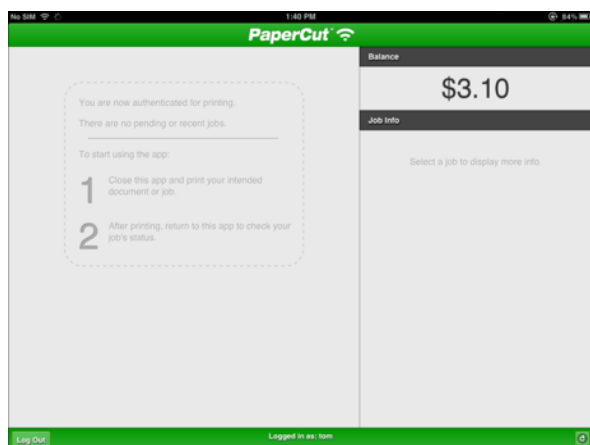 No SIM 1:40 PM 84%
PaperCut
Balance
$3.10
You are now authenticated for printing.
There are no pending or recent jobs.
To start using the app:
1 Close this app and print your intended
document or job.
2 After printing, return to this app to check your
job's status.
Job Info
Select a job to display more info.
Log Out Logged in as: tom